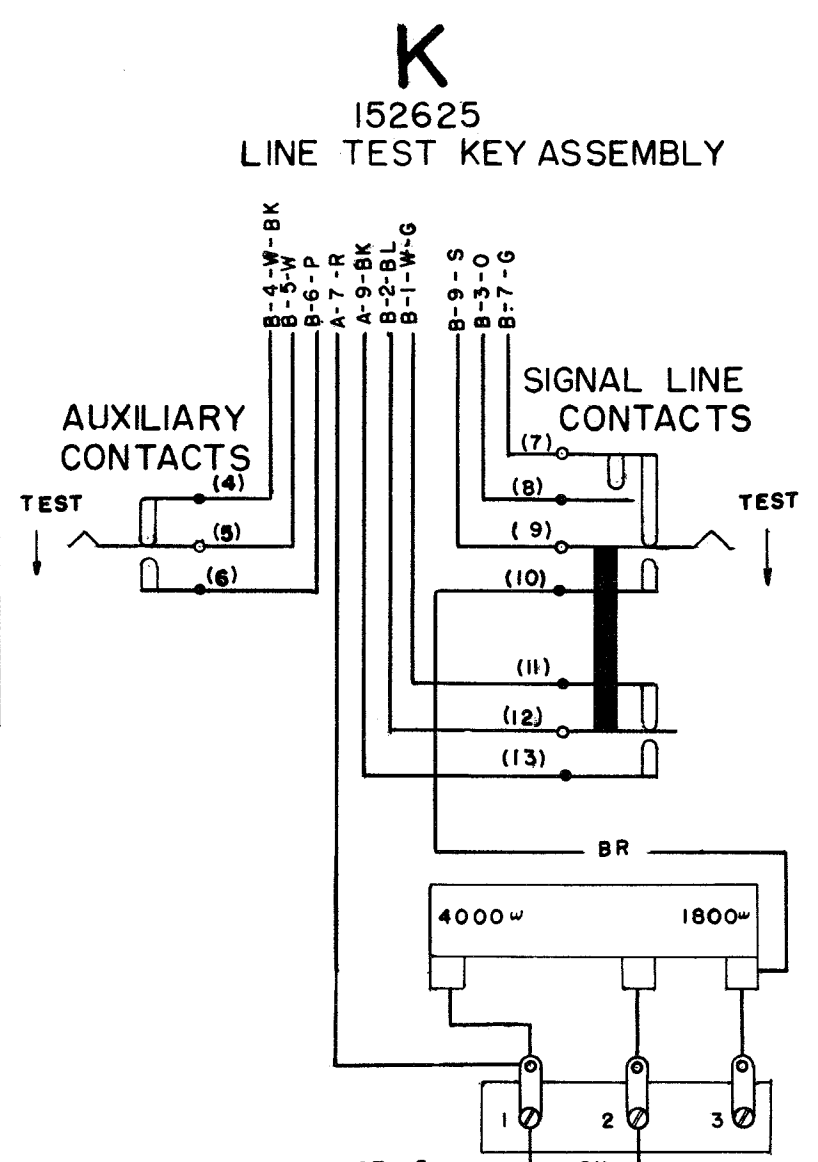 K
152625
LINE TEST KEY ASSEMBLY
B-4-W-BK
B-5-W
B-6-P
A-7-R
A-9-BK
B-2-BL
B-1-W-G
B-9-S
B-3-O
B-7-G
AUXILIARY
CONTACTS
SIGNAL LINE
CONTACTS
TEST
(4)
(5)
(6)
(7)
(8)
(9)
(10)
(11)
(12)
(13)
TEST
BR
4000 ω
1800 ω
1
2
3